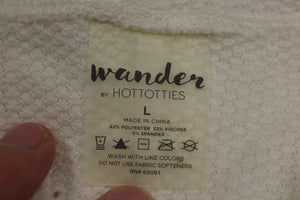 wander
BY HOTTOTTIES
L
MADE IN CHINA
62% POLYESTER 33% VISCOSE
5% SPANDEX
WASH WITH LIKE COLORS
DO NOT USE FABRIC SOFTENERS
RN# 63091